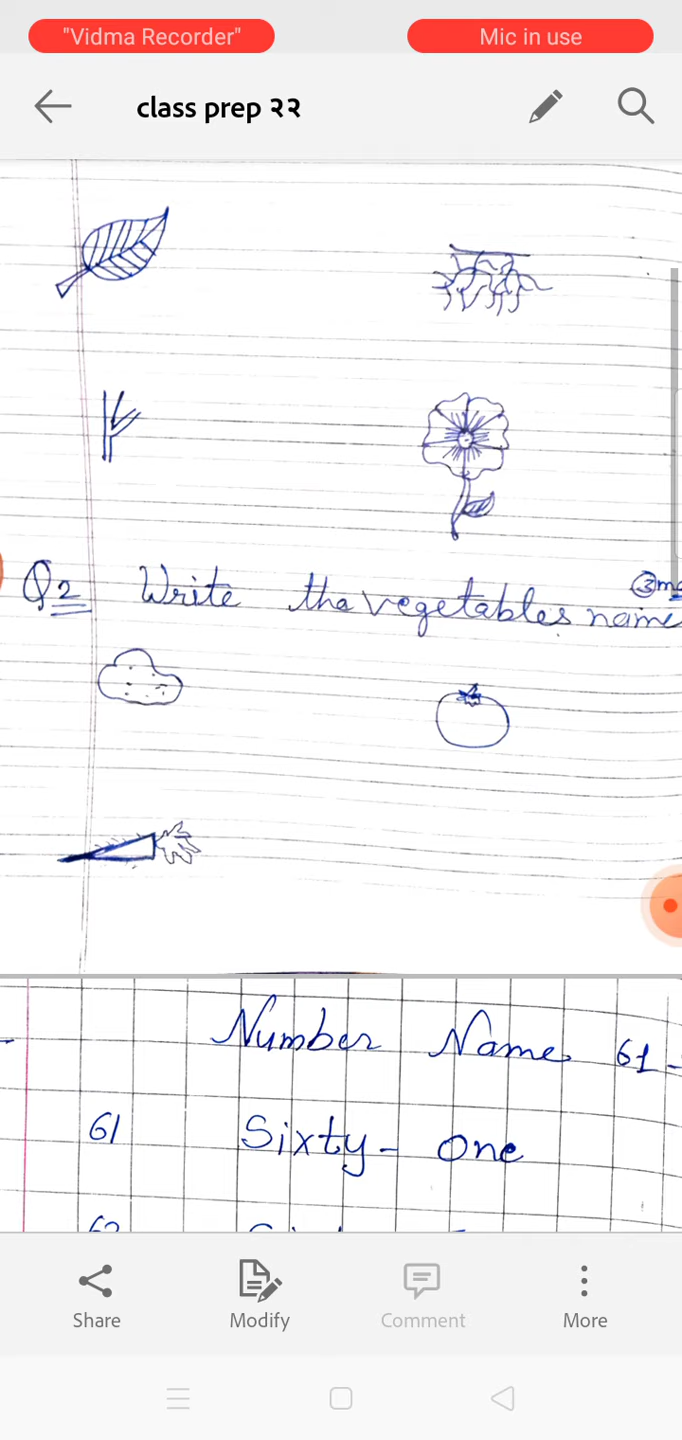 "Vidma Recorder" Mic in use
class prep २२
Q2 Write the vegetables name
Number Name 61-
61 Sixty- One
Share Modify Comment More